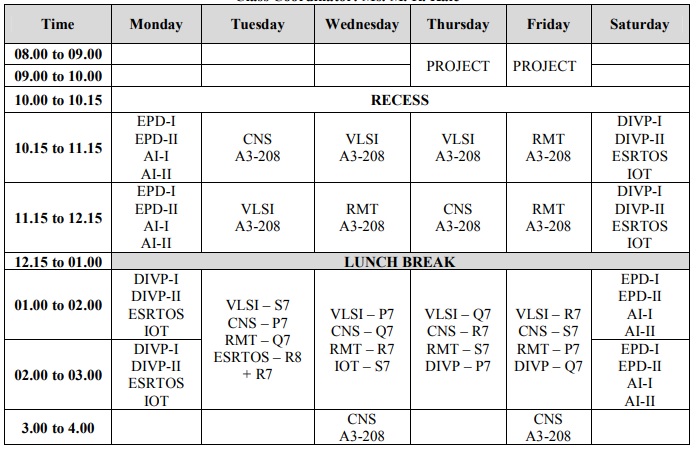 Time Monday Tuesday Wednesday Thursday Friday Saturday
08.00 to 09.00
09.00 to 10.00
PROJECT PROJECT
10.00 to 10.15 RECESS
10.15 to 11.15
EPD-I
EPD-II
AI-I
AI-II
CNS
A3-208
VLSI
A3-208
VLSI
A3-208
RMT
A3-208
DIVP-I
DIVP-II
ESRTOS
IOT
11.15 to 12.15
EPD-I
EPD-II
AI-I
AI-II
VLSI
A3-208
RMT
A3-208
CNS
A3-208
RMT
A3-208
DIVP-I
DIVP-II
ESRTOS
IOT
12.15 to 01.00 LUNCH BREAK
01.00 to 02.00
DIVP-I
DIVP-II
ESRTOS
IOT
VLSI – S7
CNS – P7
RMT – Q7
ESRTOS – R8
+ R7
VLSI – P7
CNS – Q7
RMT – R7
IOT – S7
VLSI – Q7
CNS – R7
RMT – S7
DIVP – P7
VLSI – R7
CNS – S7
RMT – P7
DIVP – Q7
EPD-I
EPD-II
AI-I
AI-II
02.00 to 03.00
DIVP-I
DIVP-II
ESRTOS
IOT
EPD-I
EPD-II
AI-I
AI-II
3.00 to 4.00
CNS
A3-208
CNS
A3-208